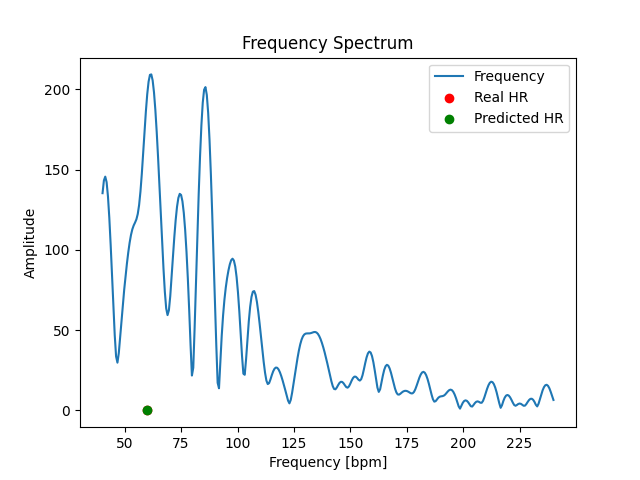 Frequency Spectrum
Frequency
Real HR
Predicted HR
Amplitude
200
150
100
50
0
50
75
100
125
150
175
200
225
Frequency [bpm]